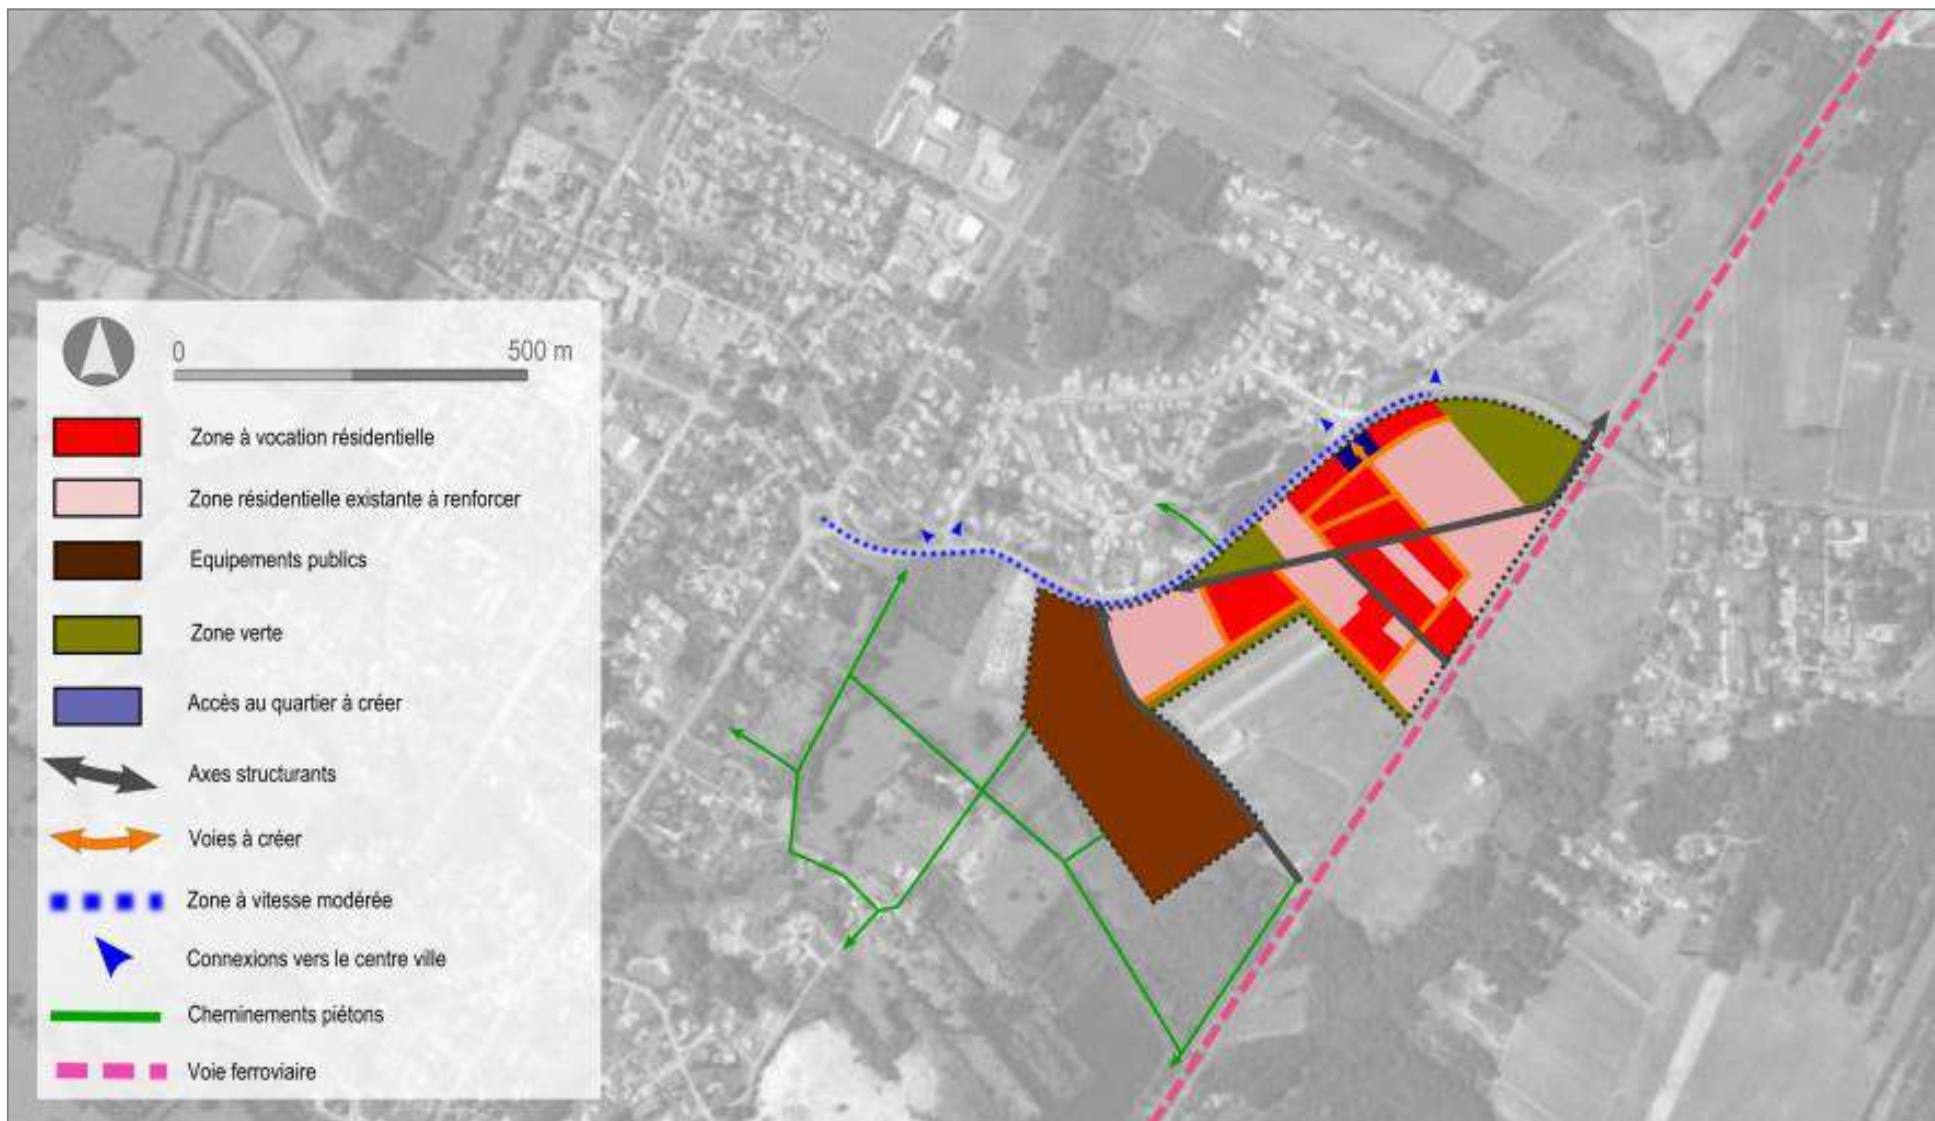 0 500 m
Zone à vocation résidentielle
Zone résidentielle existante à renforcer
Equipements publics
Zone verte
Accès au quartier à créer
Axes structurants
Voies à créer
Zone à vitesse modérée
Connexions vers le centre ville
Cheminements piétons
Voie ferroviaire